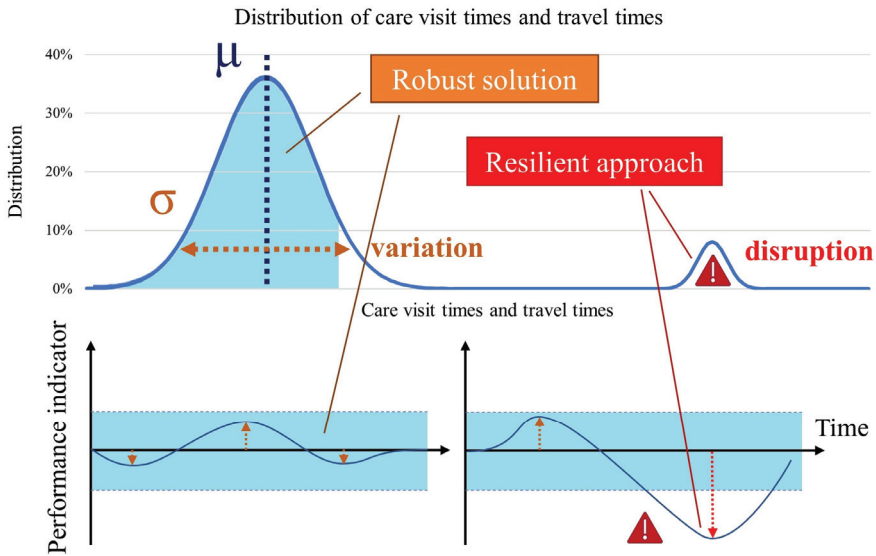 Distribution of care visit times and travel times
40%
μ
Robust solution
30%
Distribution
20%
Resilient approach
σ
10%
variation
disruption
0%
Care visit times and travel times
Performance indicator
Time